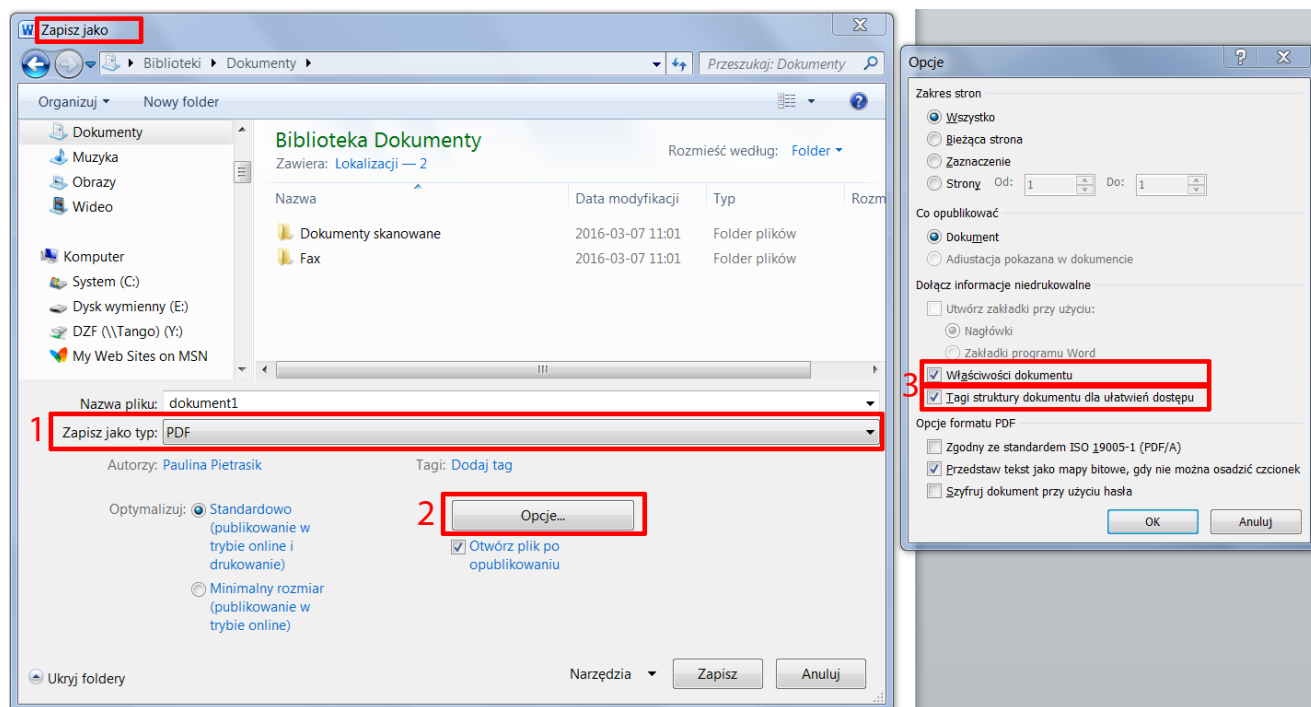 Zapisz jako
Biblioteki Dokumenty
Przeszukaj: Dokumenty
Organizuj Nowy folder
Dokumenty
Muzyka
Obrazy
Wideo
Komputer
System (C:)
Dysk wymienny (E:)
DZF (\\Tango) (Y:)
My Web Sites on MSN
Biblioteka Dokumenty
Zawiera: Lokalizacji — 2
Rozmieść według: Folder
Nazwa Data modyfikacji Typ Rozm
Dokumenty skanowane 2016-03-07 11:01 Folder plików
Fax 2016-03-07 11:01 Folder plików
Nazwa pliku: dokument1
1 Zapisz jako typ: PDF
Autorzy: Paulina Pietrasik Tagi: Dodaj tag
Optymalizuj: Standardowo
(publikowanie w
trybie online i
drukowanie)
Minimalny rozmiar
(publikowanie w
trybie online)
2 Opcje...
Otwórz plik po
opublikowaniu
Ukryj foldery
Narzędzia Zapisz Anuluj
Opcje
Zakres stron
Wszystko
Bieżąca strona
Zaznaczenie
Strony Od: 1 Do: 1
Co opublikować
Dokument
Adiustacja pokazana w dokumencie
Dołącz informacje niedrukowalne
Utwórz zakładki przy użyciu:
Nagłówki
Zakładki programu Word
3 Właściwości dokumentu
Tagi struktury dokumentu dla ułatwień dostępu
Opcje formatu PDF
Zgodny ze standardem ISO 19005-1 (PDF/A)
Przedstaw tekst jako mapy bitowe, gdy nie można osadzić czcionek
Szyfruj dokument przy użyciu hasła
OK Anuluj